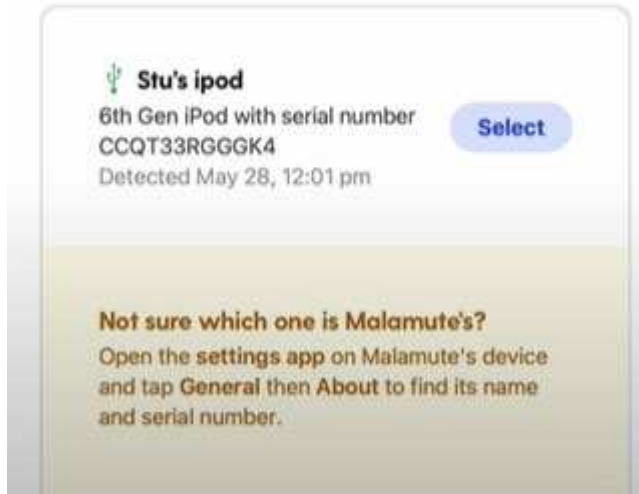 Stu's ipod
6th Gen iPod with serial number
CCQT33RGGGK4
Detected May 28, 12:01 pm
Select
Not sure which one is Malamute's?
Open the settings app on Malamute's device
and tap General then About to find its name
and serial number.